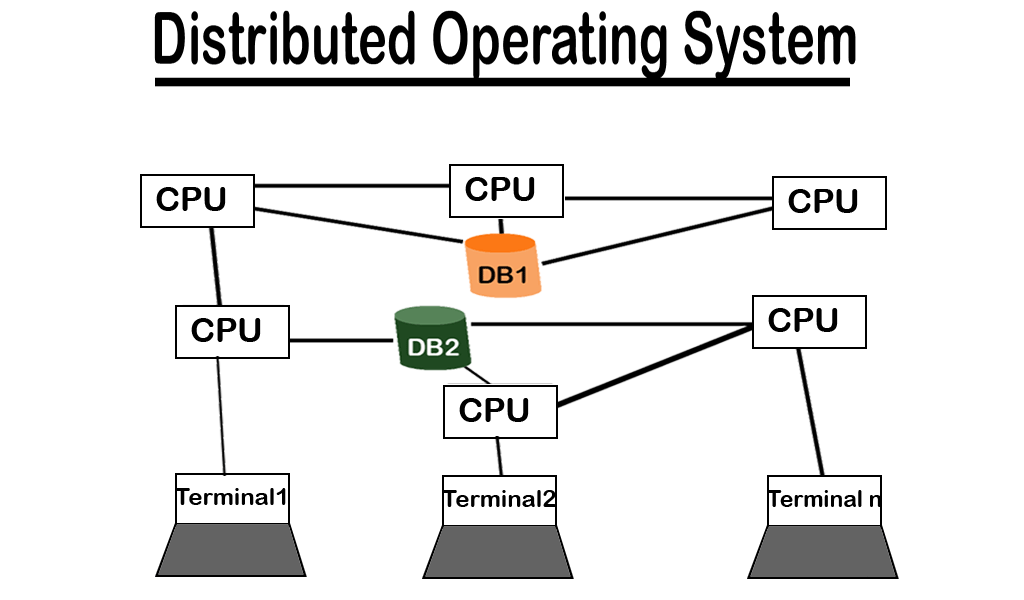 Distributed Operating System
CPU
CPU
CPU
DB1
CPU
DB2
CPU
CPU
Terminal1
Terminal2
Terminal n